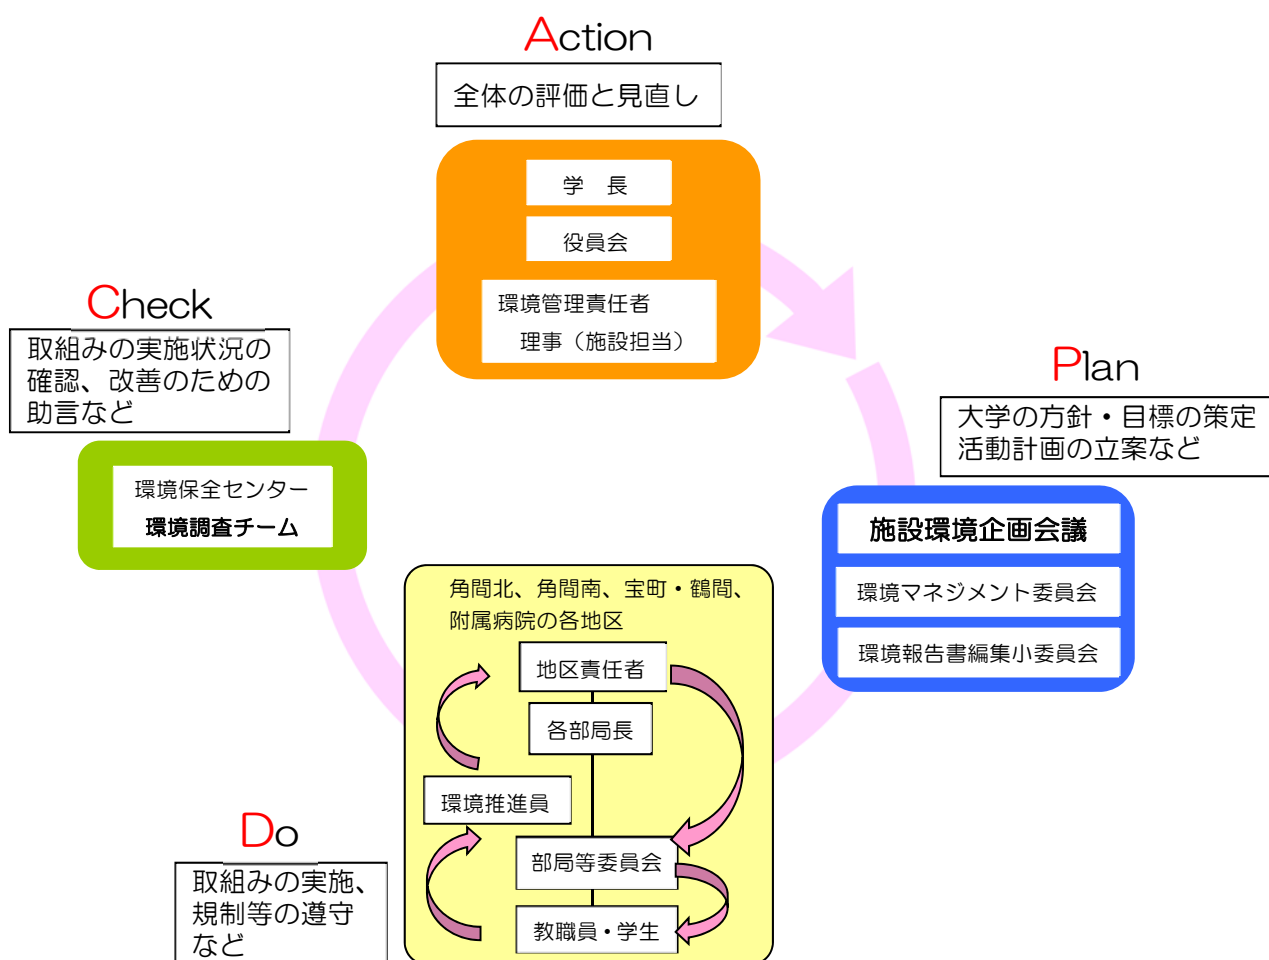 Action
全体の評価と見直し
学　長
役員会
環境管理責任者
理事（施設担当）
Check
取組みの実施状況の
確認、改善のための
助言など
環境保全センター
環境調査チーム
Plan
大学の方針・目標の策定
活動計画の立案など
施設環境企画会議
環境マネジメント委員会
環境報告書編集小委員会
角間北、角間南、宝町・鶴間、
附属病院の各地区
地区責任者
各部局長
環境推進員
部局等委員会
教職員・学生
Do
取組みの実施、
規制等の遵守
など